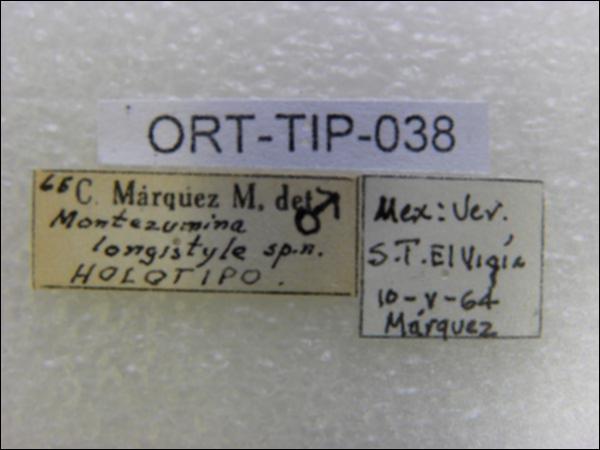 ORT-TIP-038
65 C. Márquez M. det. ♂
Montezumina
longistyle sp.n.
HOLOTIPO.
Mex: Ver.
S.T. El Vigía
10-V-64
Márquez